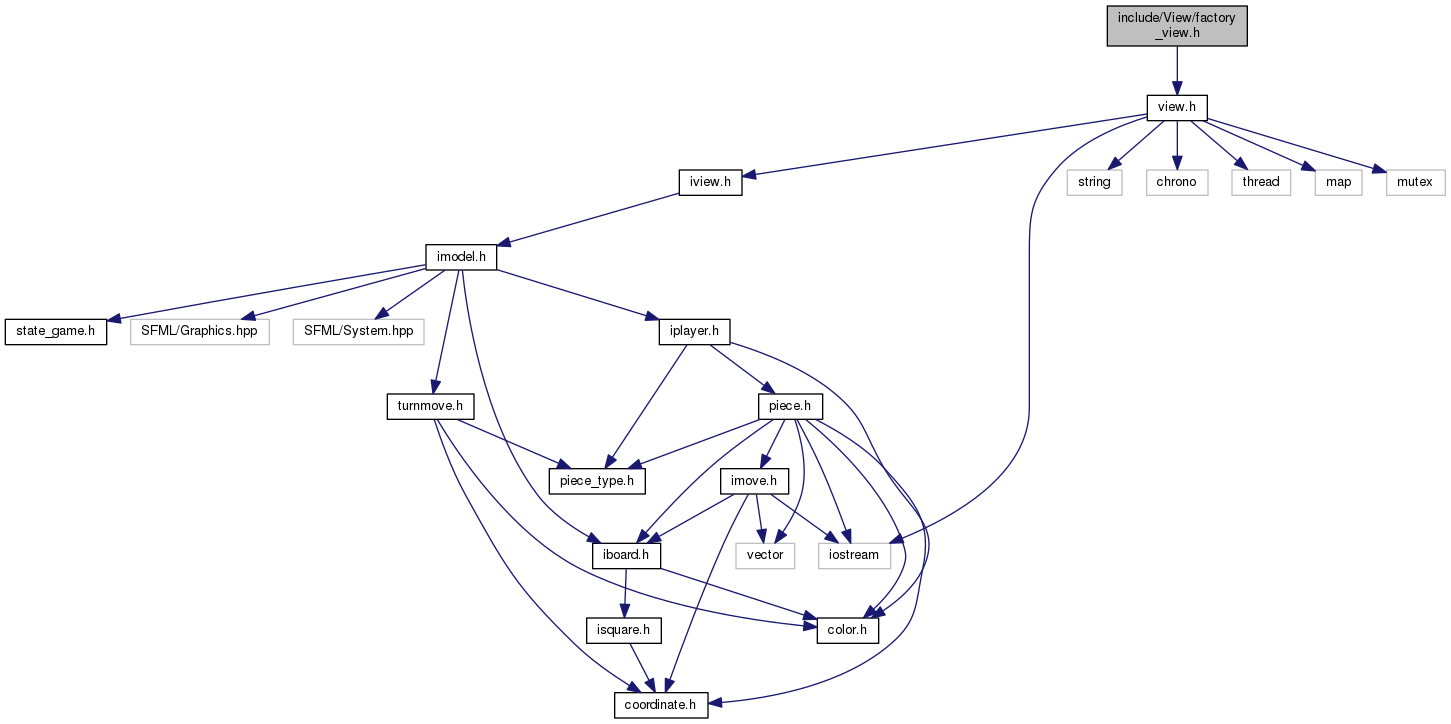 include/View/factory
_view.h
view.h
iview.h
string
chrono
thread
map
mutex
imodel.h
state_game.h
SFML/Graphics.hpp
SFML/System.hpp
iplayer.h
turnmove.h
piece.h
piece_type.h
imove.h
iboard.h
vector
iostream
isquare.h
color.h
coordinate.h